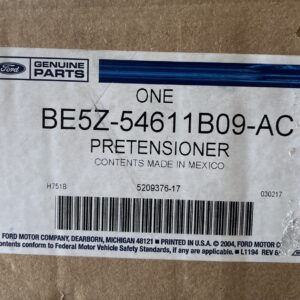 Ford
GENUINE
PARTS
ONE
BE5Z-54611B09-AC
PRETENSIONER
CONTENTS MADE IN MEXICO
H751B 5209376-17 030217
FORD MOTOR COMPANY, DEARBORN, MICHIGAN 48121 • PRINTED IN U.S.A. © 2004, FORD MOTOR
contents conform to Federal Motor Vehicle Safety Standards, if any • L1194 REV